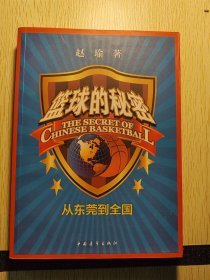 赵瑜 著
篮球的秘密
THE SECRET OF
CHINESE BASKETBALL
从东莞到全国
中国青年出版社